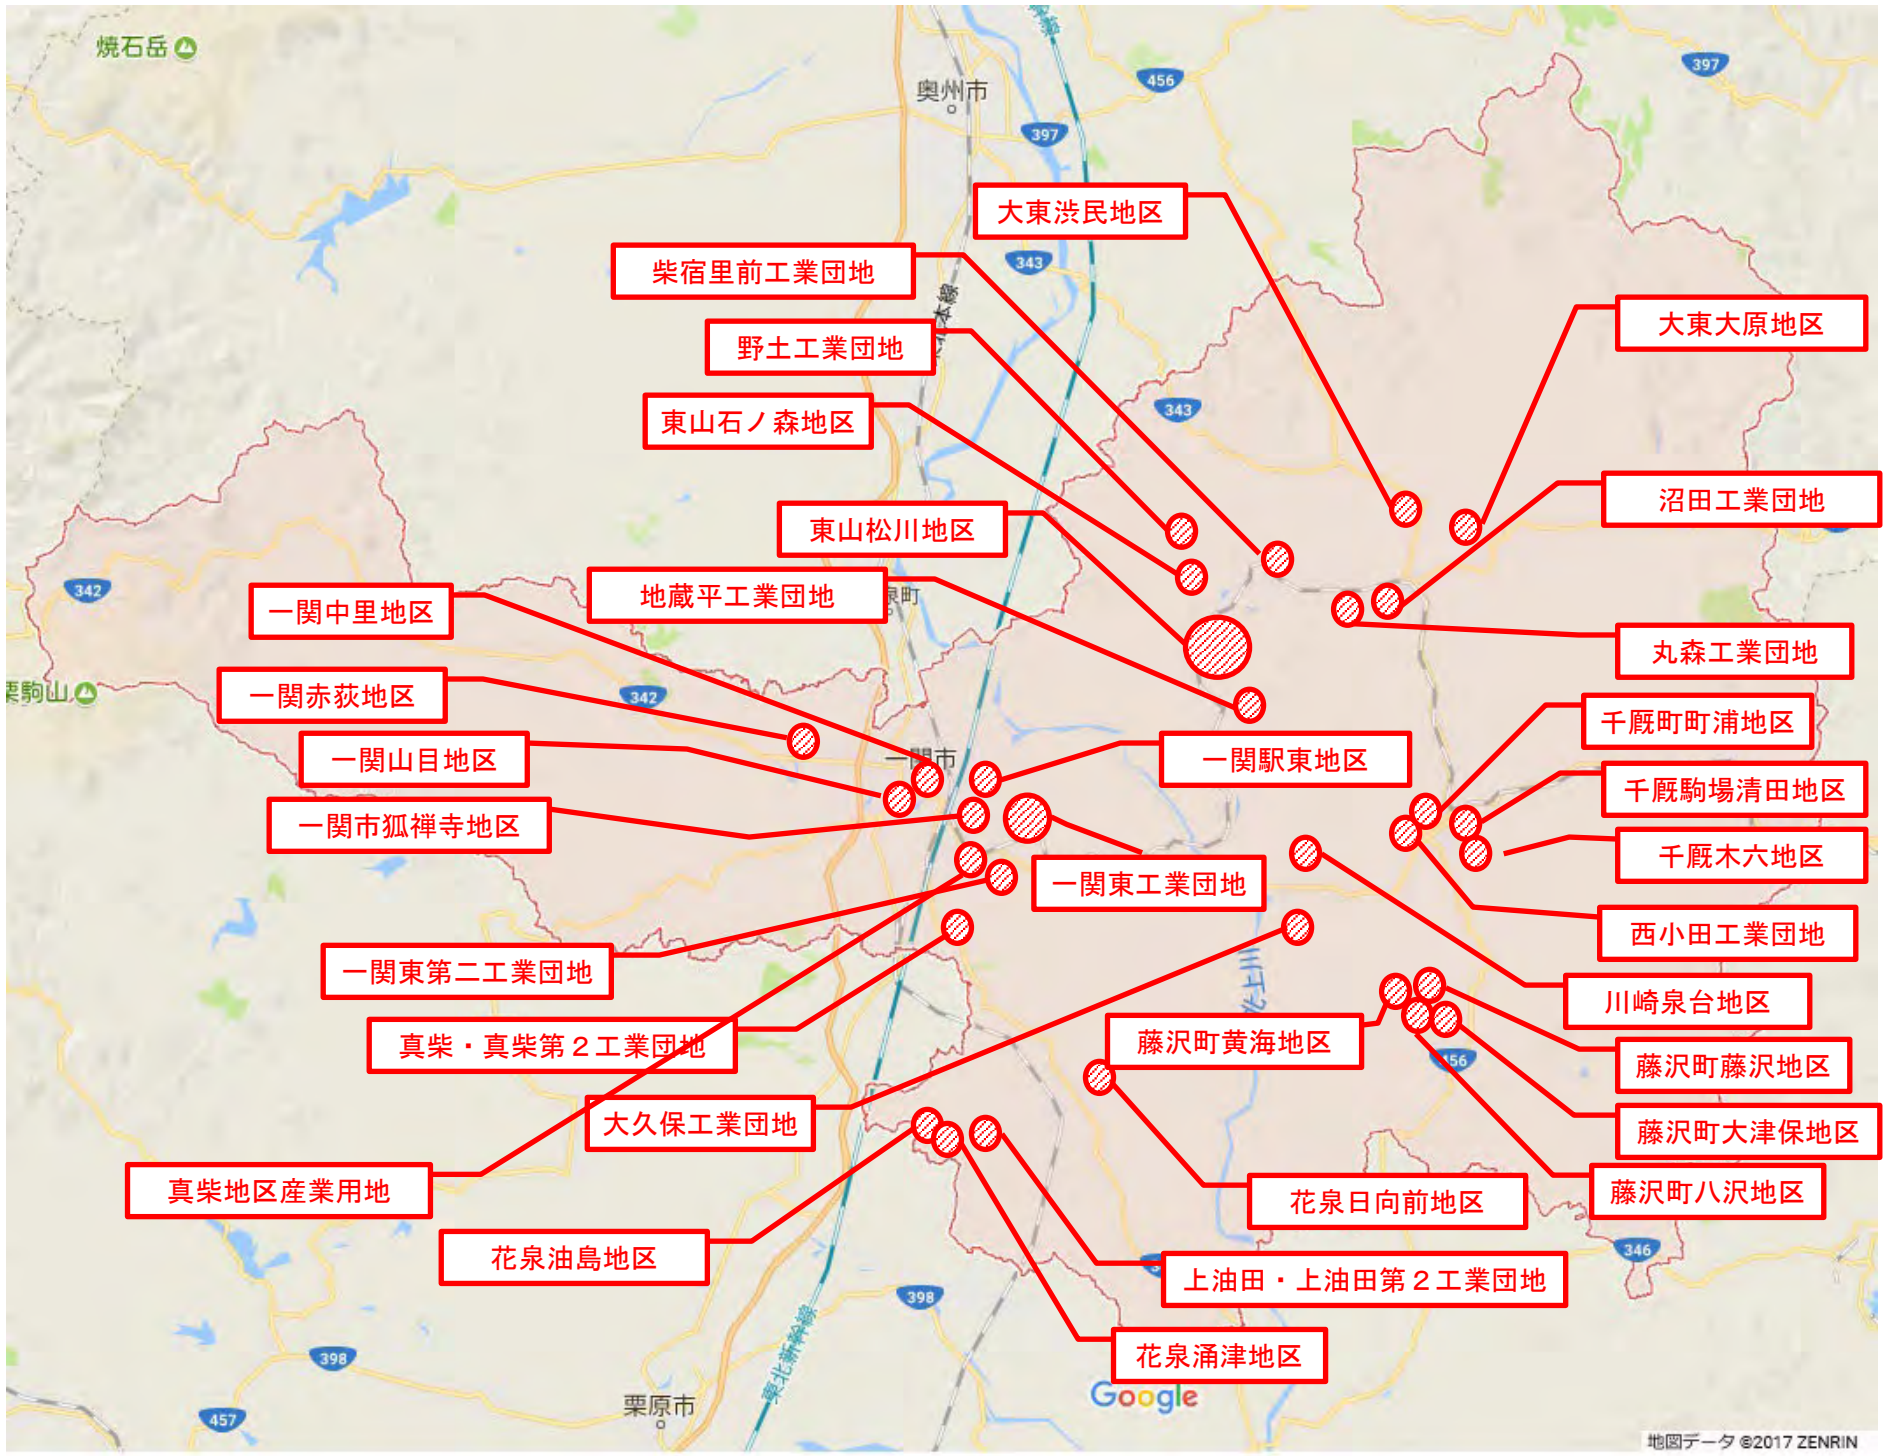 焼石岳
奥州市
456
397
397
大東渋民地区
柴宿里前工業団地
343
本線
大東大原地区
野土工業団地
東山石ノ森地区
343
沼田工業団地
東山松川地区
342
地蔵平工業団地
泉町
一関中里地区
丸森工業団地
栗駒山
一関赤荻地区
342
千厩町町浦地区
一関山目地区
一関市
一関駅東地区
千厩駒場清田地区
一関市狐禅寺地区
千厩木六地区
一関東工業団地
西小田工業団地
一関東第二工業団地
川崎泉台地区
真柴・真柴第２工業団地
藤沢町黄海地区
456
藤沢町藤沢地区
大久保工業団地
藤沢町大津保地区
真柴地区産業用地
花泉日向前地区
藤沢町八沢地区
花泉油島地区
346
上油田・上油田第２工業団地
398
花泉涌津地区
398
東北新幹線
457
栗原市
Google
地図データ ©2017 ZENRIN